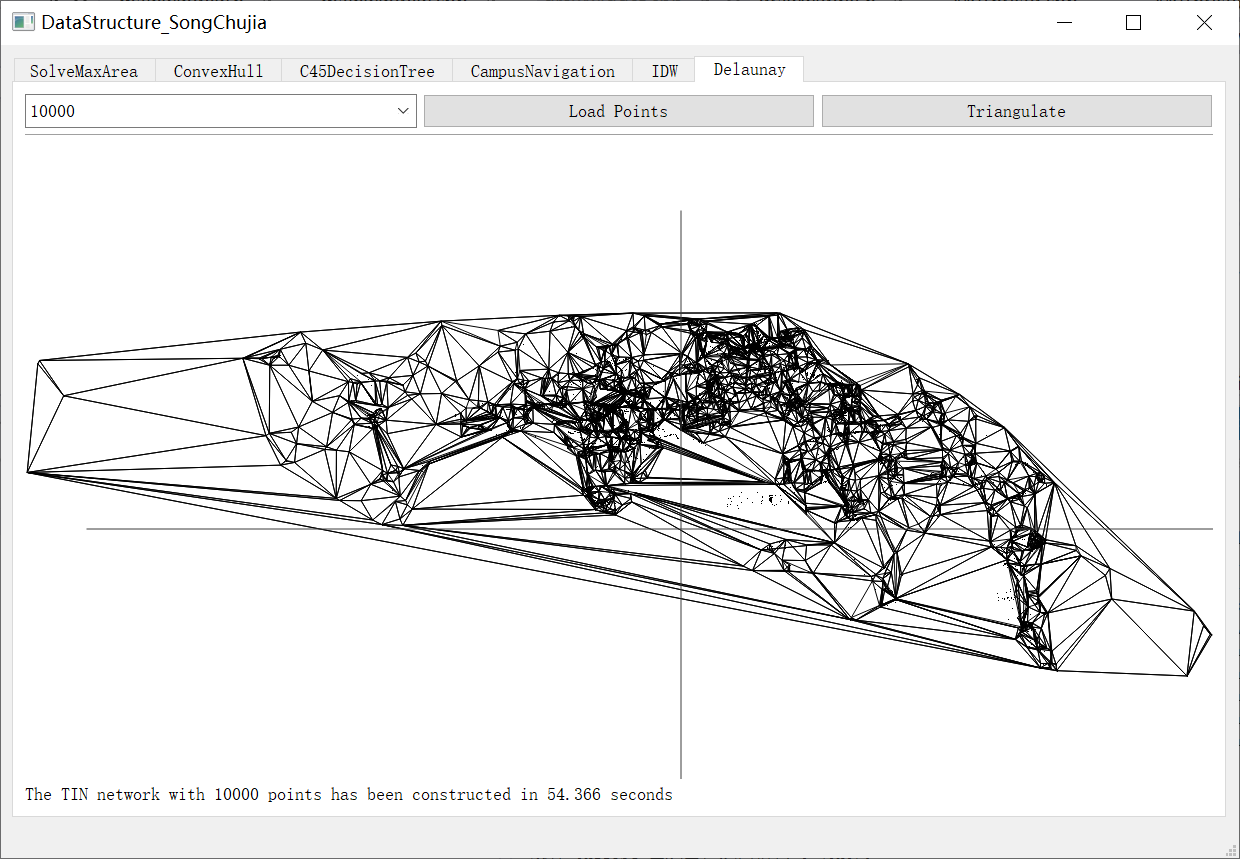 DataStructure_SongChujia
SolveMaxArea ConvexHull C45DecisionTree CampusNavigation IDW Delaunay
10000 Load Points Triangulate
The TIN network with 10000 points has been constructed in 54.366 seconds